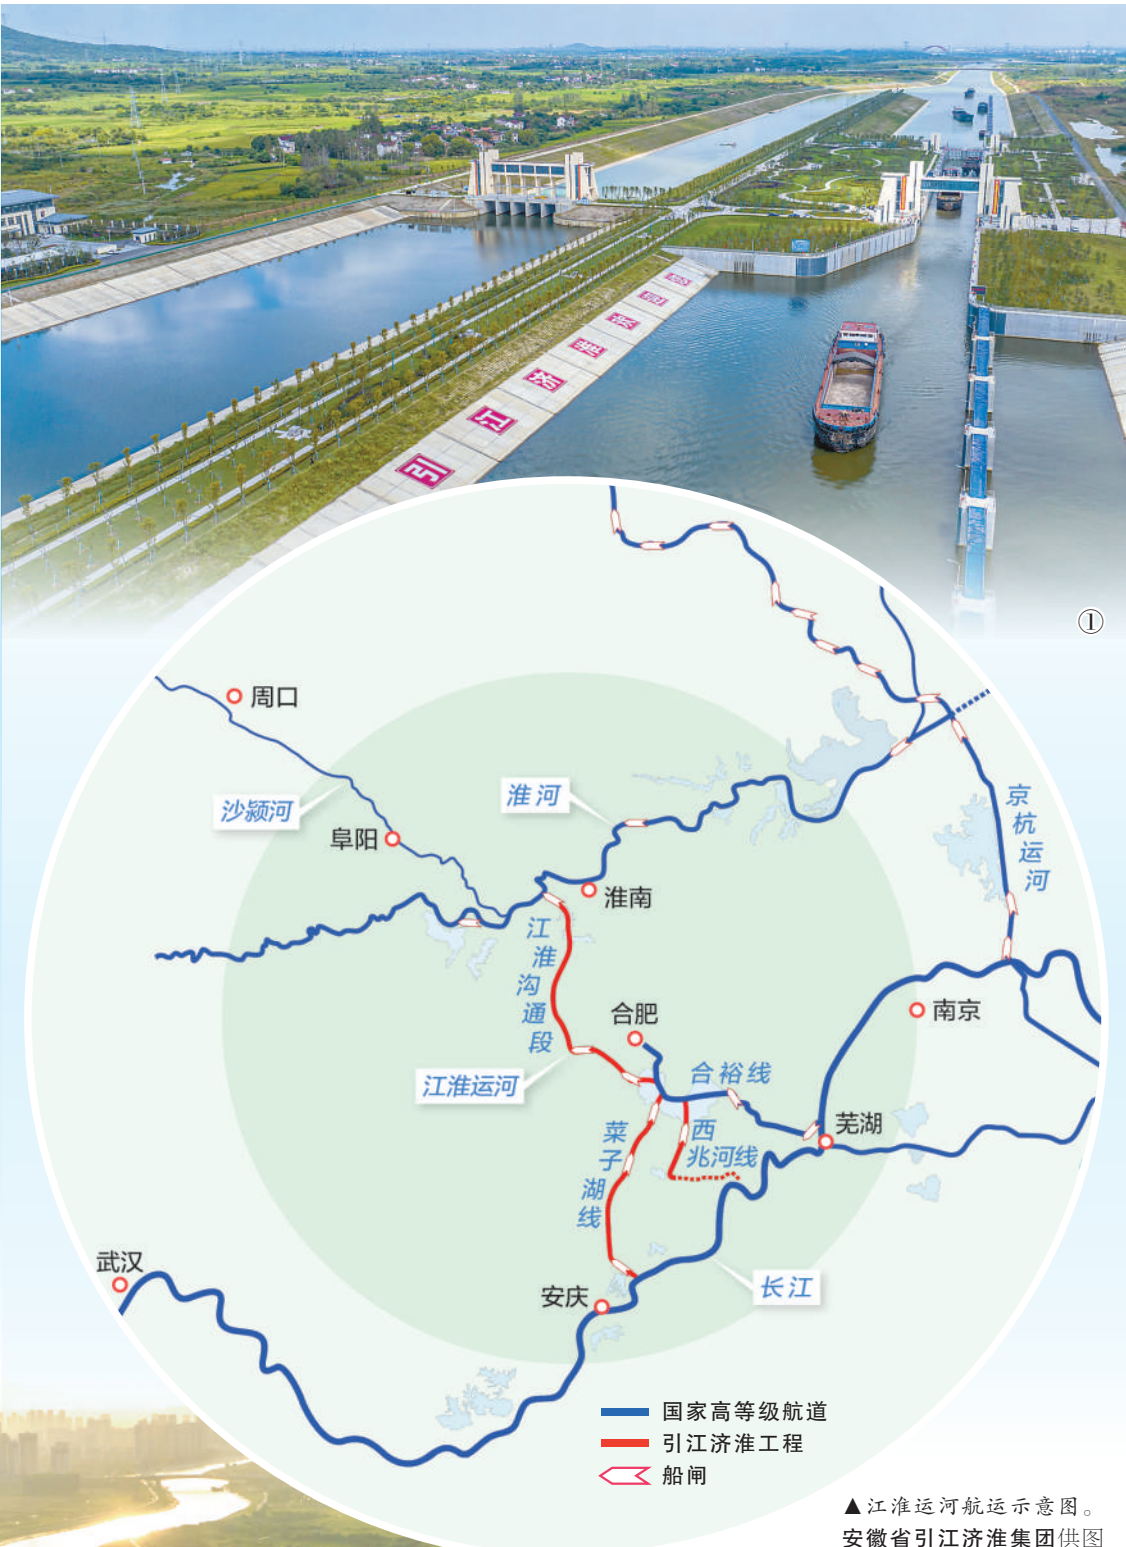 引江济淮
①
周口
沙颍河
阜阳
淮河
淮南
京杭运河
江淮沟通段
合肥
南京
江淮运河
合裕线
芜湖
菜子湖线
西兆河线
武汉
安庆
长江
国家高等级航道
引江济淮工程
船闸
▲江淮运河航运示意图。
安徽省引江济淮集团供图